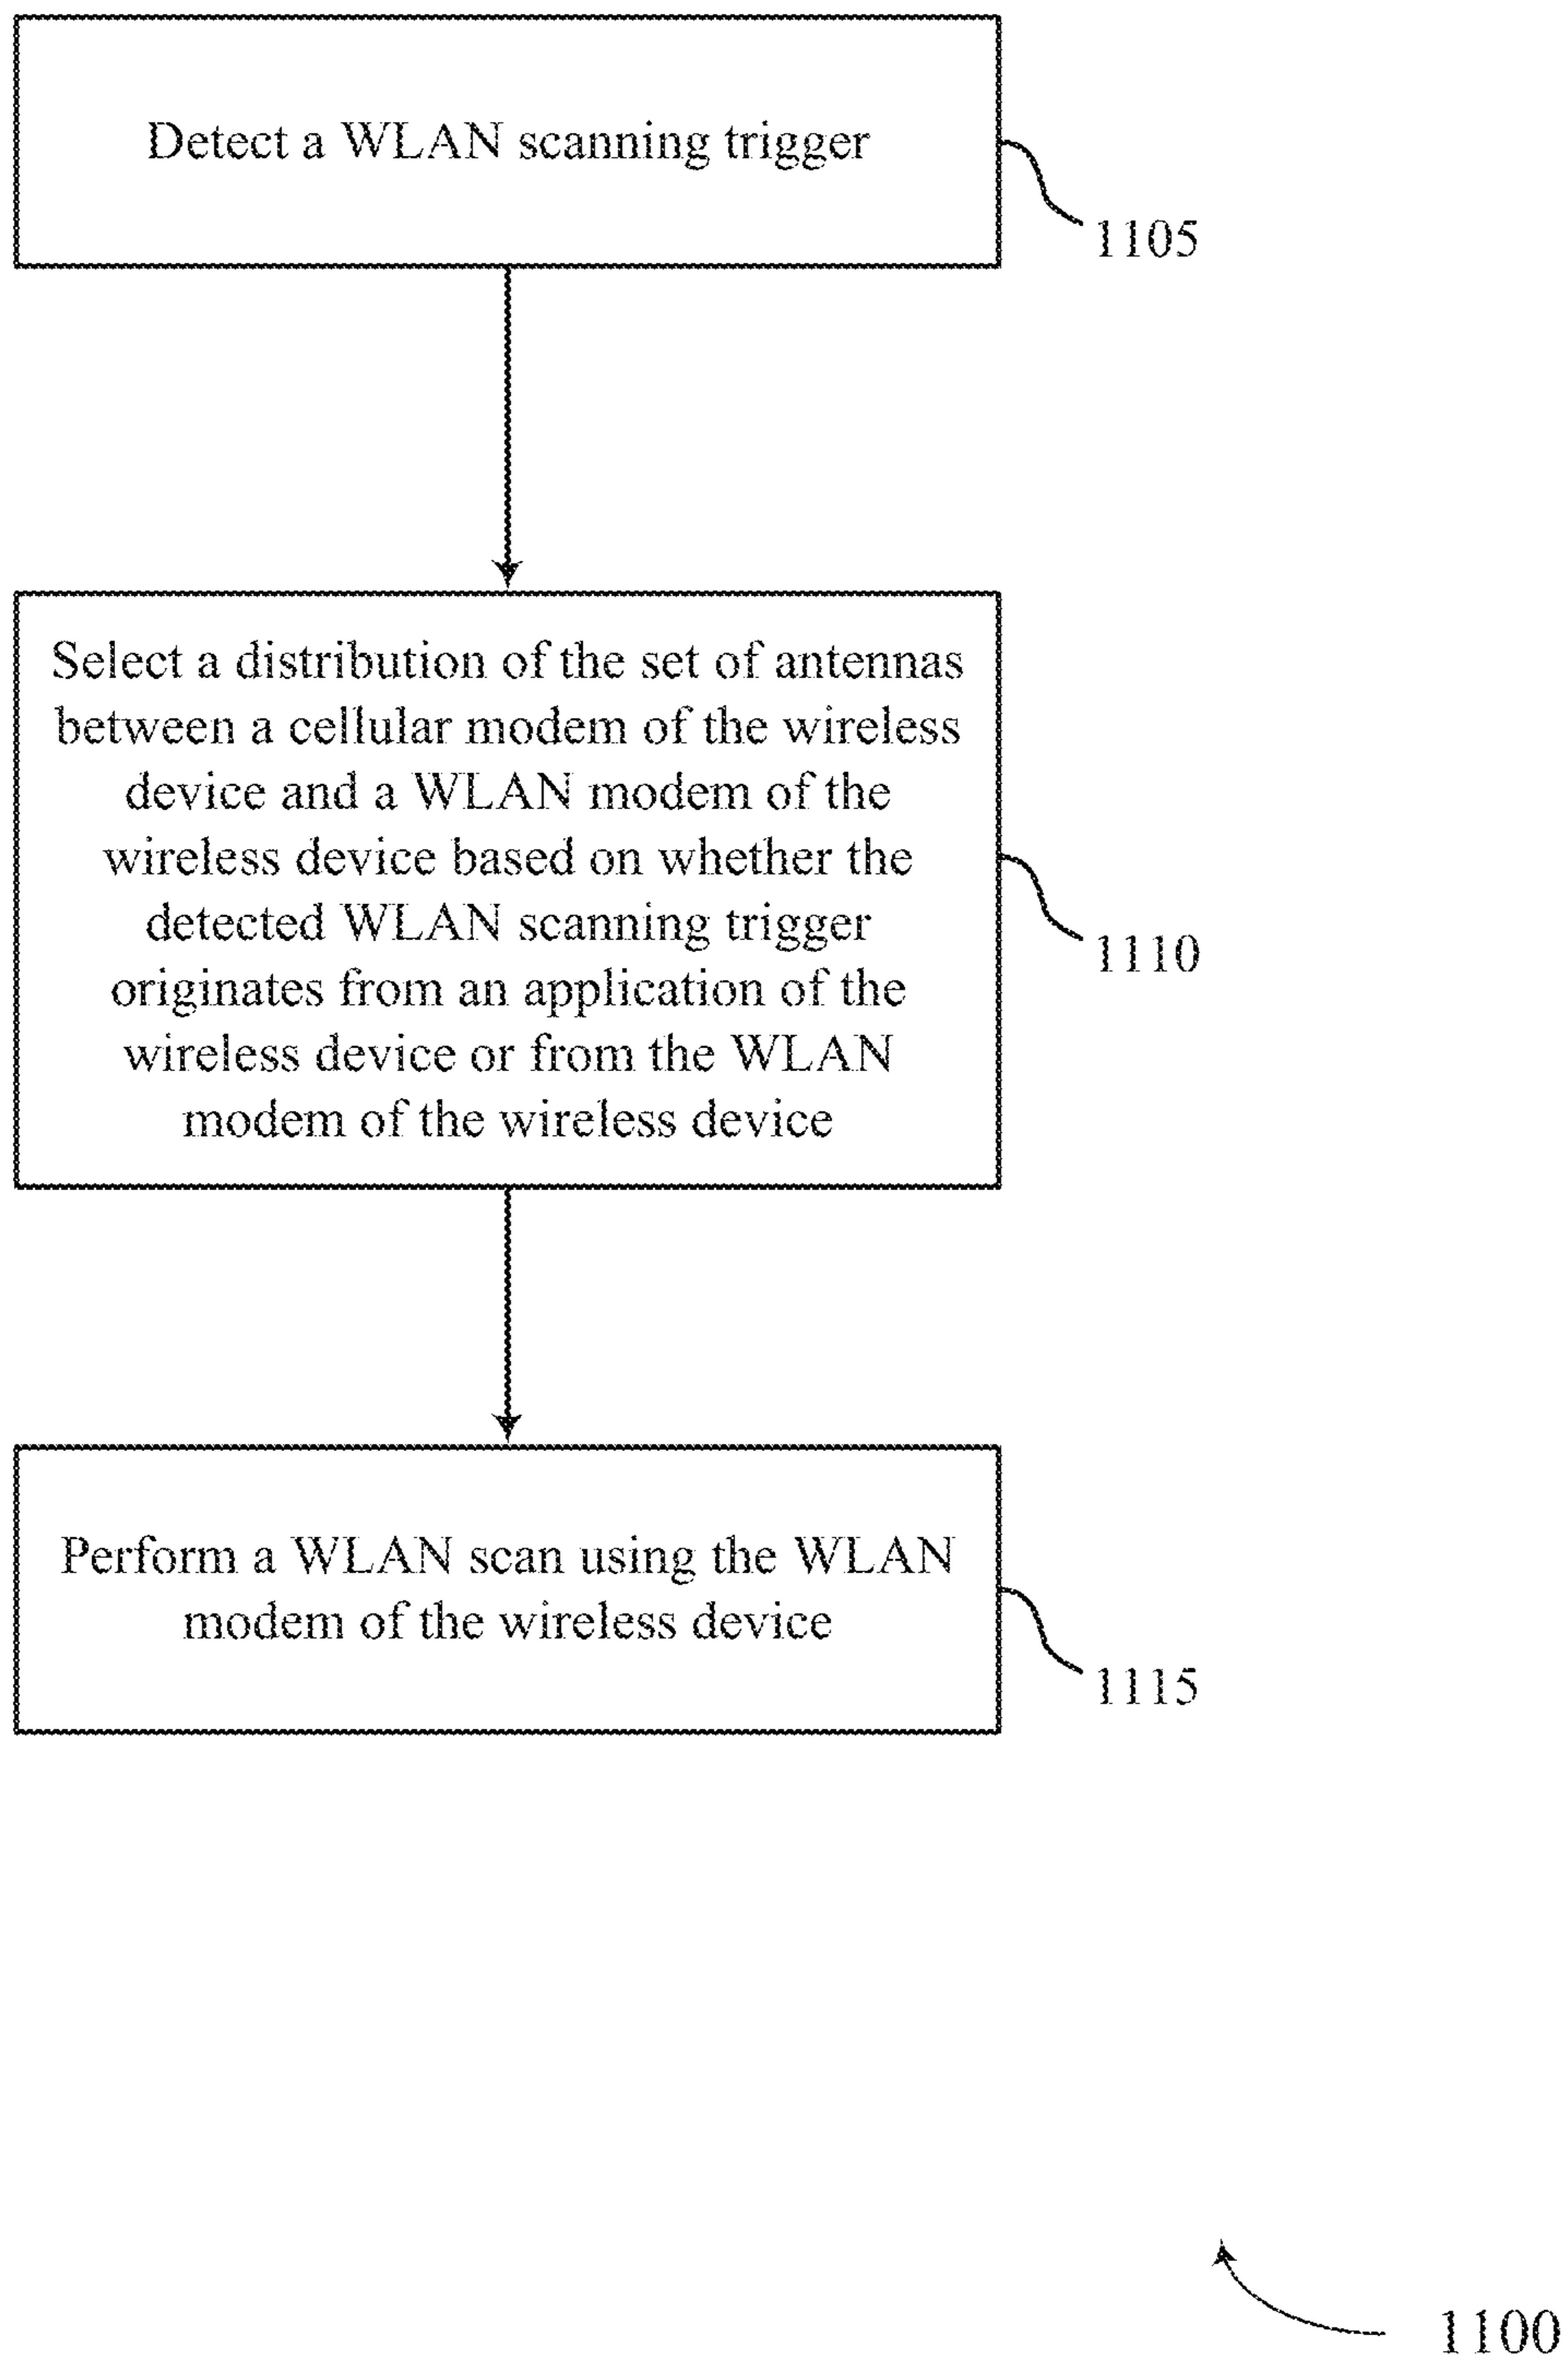 Detect a WLAN scanning trigger
1105
Select a distribution of the set of antennas
between a cellular modem of the wireless
device and a WLAN modem of the
wireless device based on whether the
detected WLAN scanning trigger
originates from an application of the
wireless device or from the WLAN
modem of the wireless device
1110
Perform a WLAN scan using the WLAN
modem of the wireless device
1115
1100